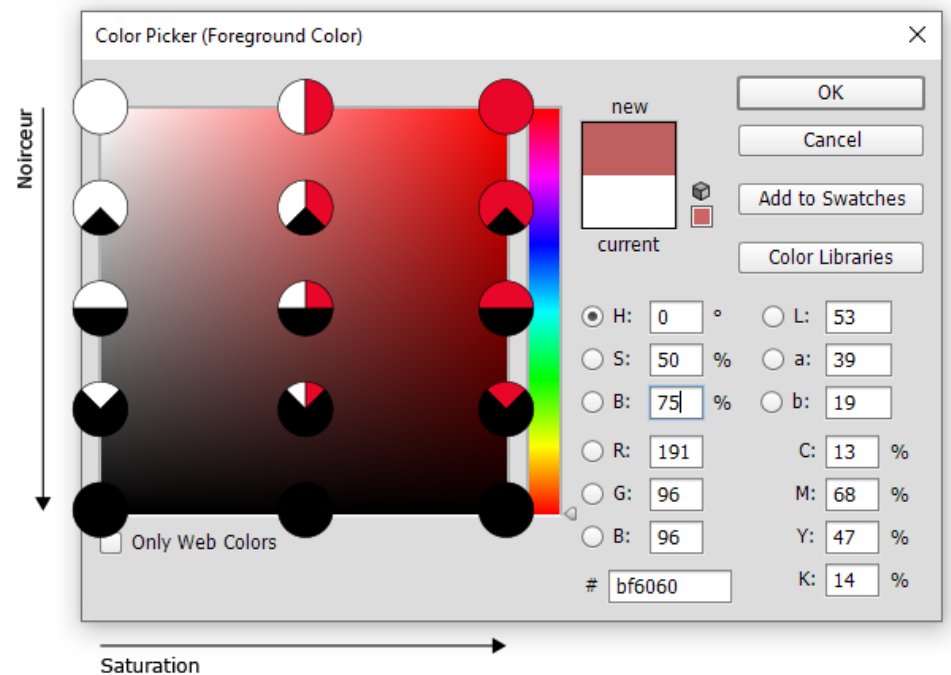 Color Picker (Foreground Color)
Noirceur
new
current
OK
Cancel
Add to Swatches
Color Libraries
H: 0 °
S: 50 %
B: 75 %
R: 191
G: 96
B: 96
# bf6060
L: 53
a: 39
b: 19
C: 13 %
M: 68 %
Y: 47 %
K: 14 %
Only Web Colors
Saturation